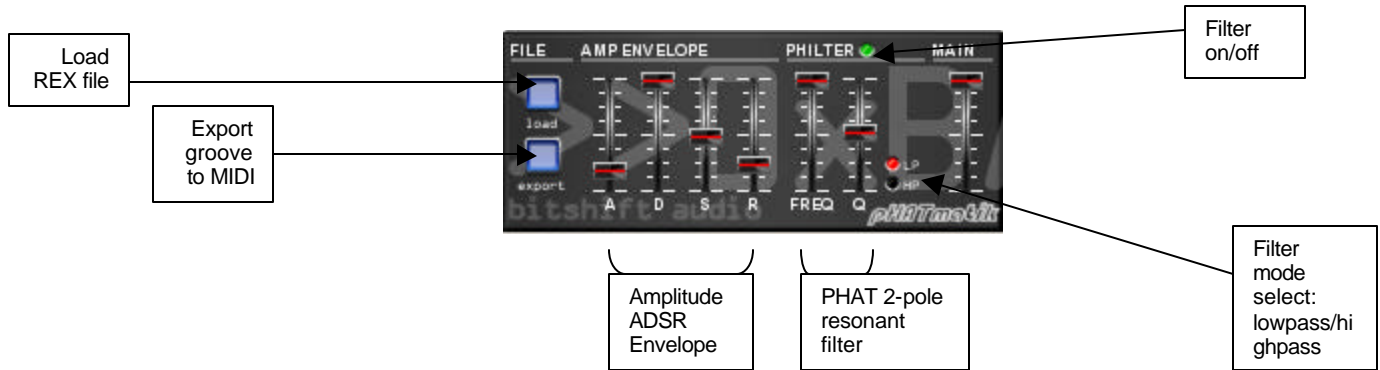 Load
REX file
Export
groove
to MIDI
FILE AMP ENVELOPE PHILTER MAIN
load
export
LP
HP
A D S R FREQ Q
bitshift audio
pHATmatik
Filter
on/off
Amplitude
ADSR
Envelope
PHAT 2-pole
resonant
filter
Filter
mode
select:
lowpass/hi
ghpass